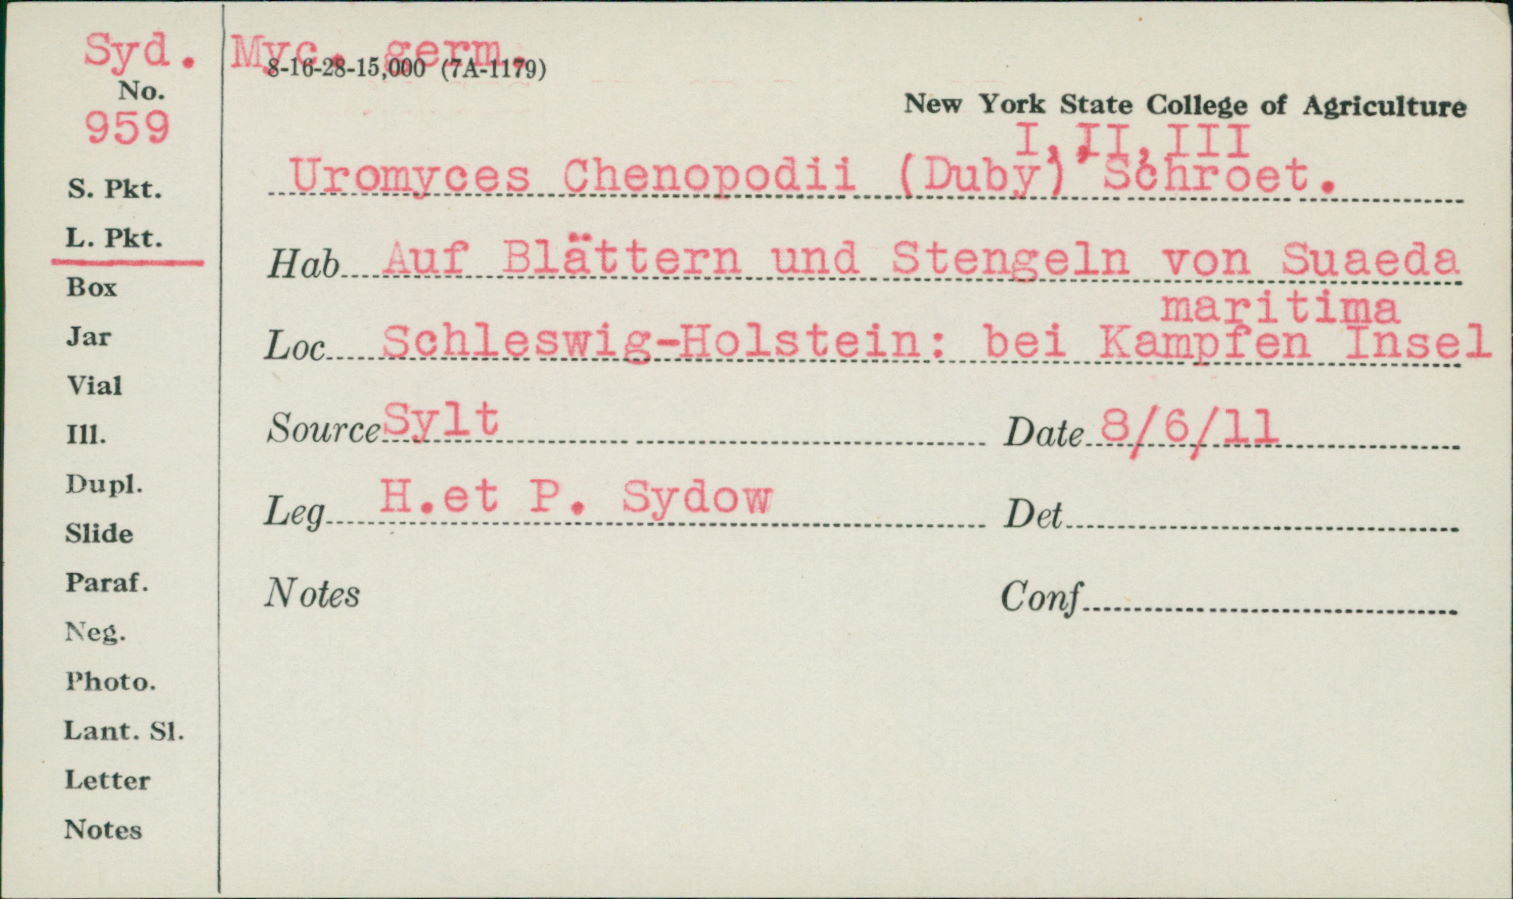 Syd. Myc. germ.
8-16-28-15,000 (7A-1179)
No.
959
New York State College of Agriculture
I, II, III
Uromyces Chenopodii (Duby) Schroet.
S. Pkt.
L. Pkt.
Hab. Auf Blättern und Stengeln von Suaeda
maritima
Box
Jar
Loc. Schleswig-Holstein: bei Kampfen Insel
Vial
Ill.
Source Sylt Date 8/6/11
Dupl.
Leg. H.et P. Sydow Det.
Slide
Paraf.
Notes Conf.
Neg.
Photo.
Lant. Sl.
Letter
Notes